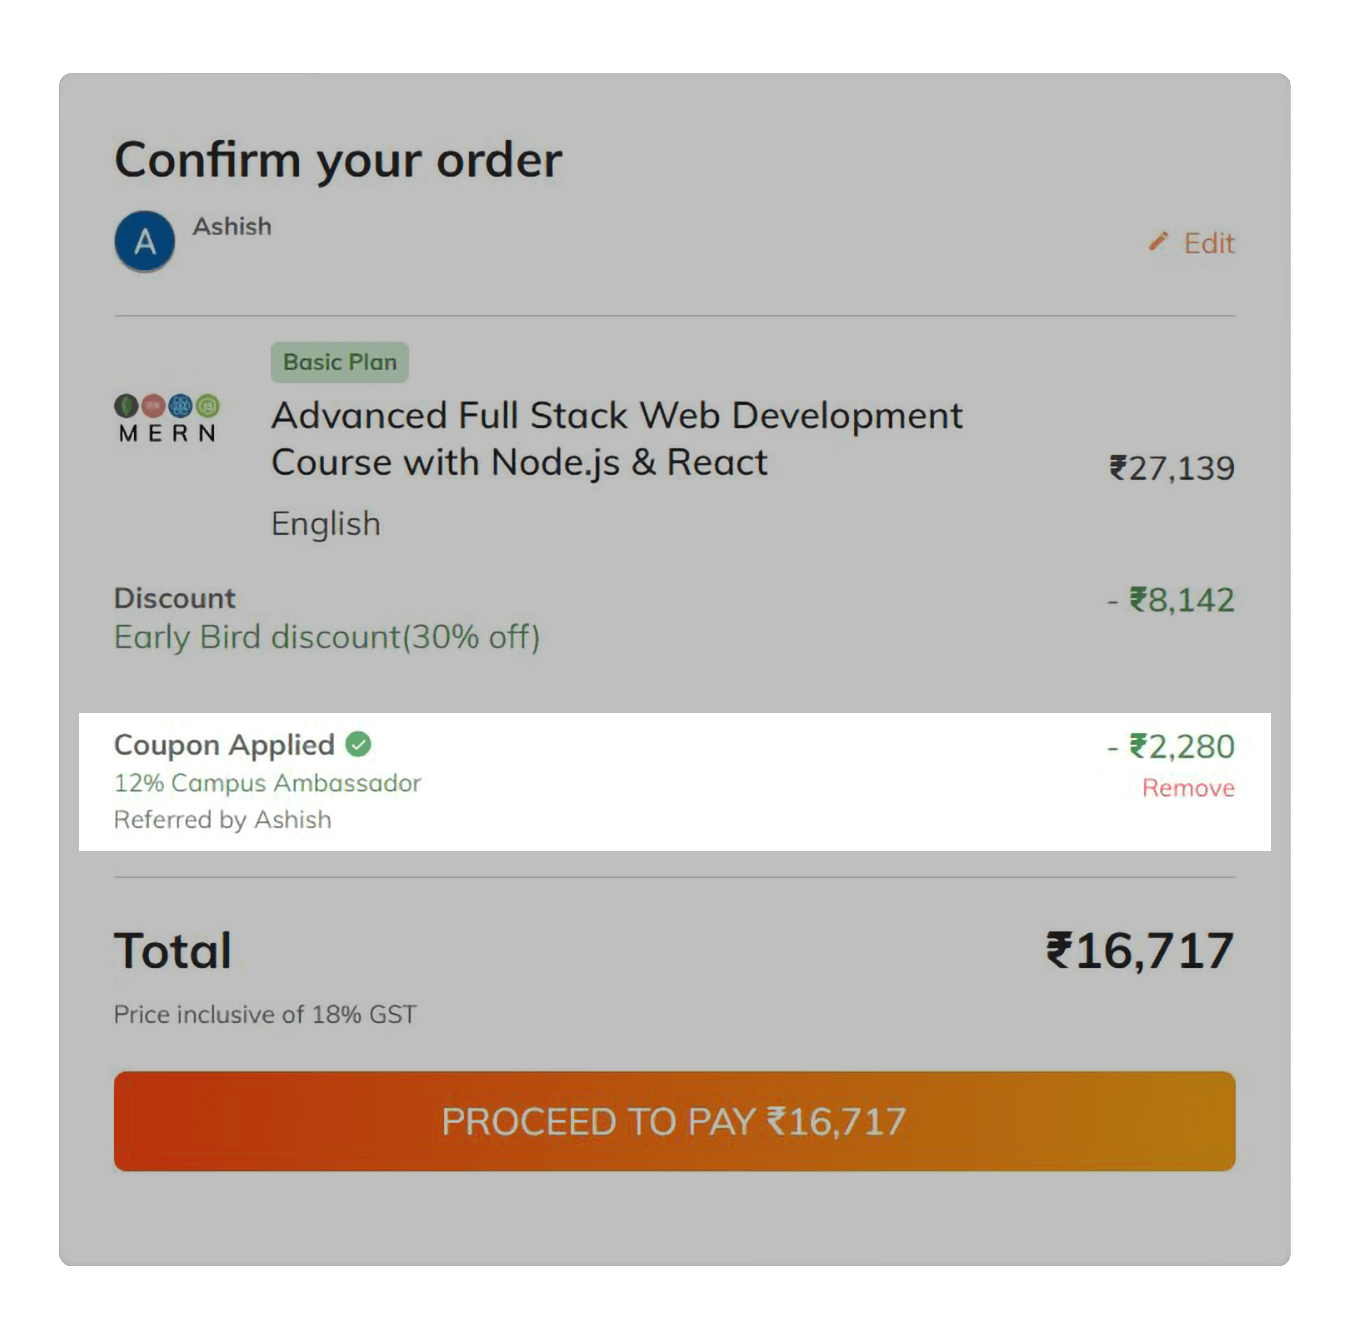 Confirm your order
A
Ashish
Edit
Basic Plan
MERN
Advanced Full Stack Web Development
Course with Node.js & React
₹27,139
English
Discount
- ₹8,142
Early Bird discount(30% off)
Coupon Applied
- ₹2,280
12% Campus Ambassador
Remove
Referred by Ashish
Total
₹16,717
Price inclusive of 18% GST
PROCEED TO PAY ₹16,717